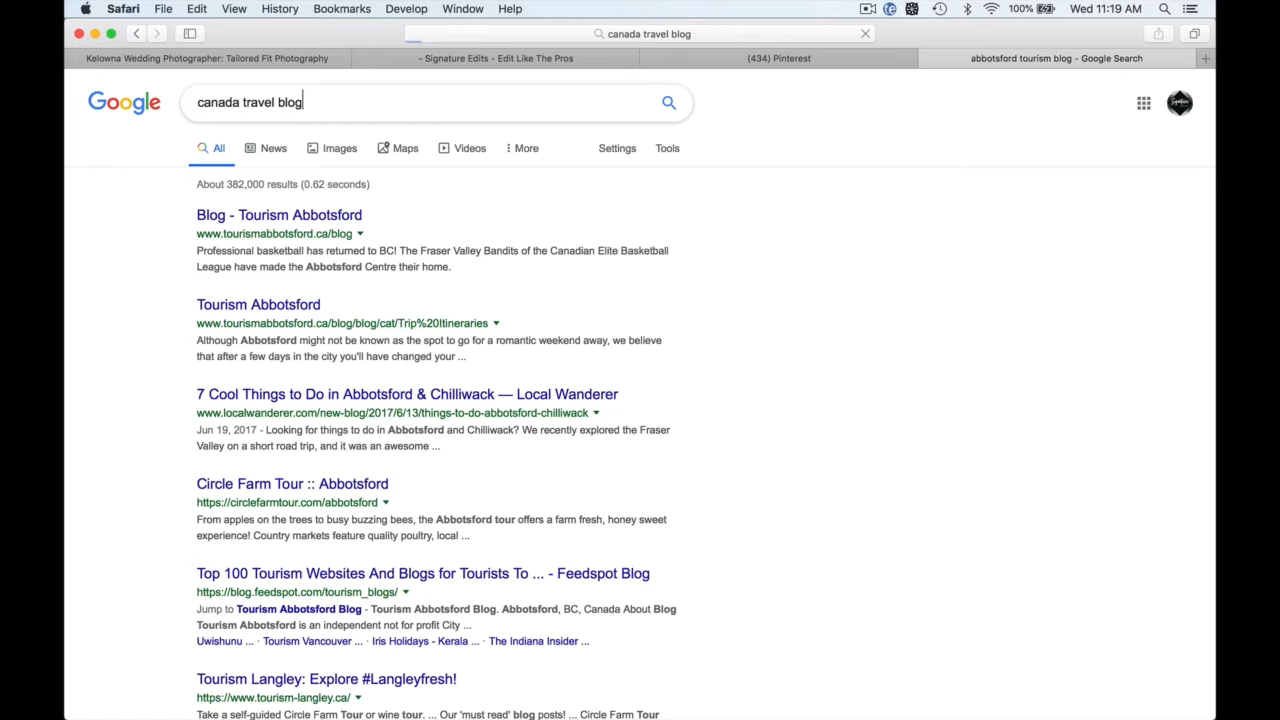 Safari File Edit View History Bookmarks Develop Window Help 100% Wed 11:19 AM
canada travel blog
Kelowna Wedding Photographer: Tailored Fit Photography - Signature Edits - Edit Like The Pros (434) Pinterest abbotsford tourism blog - Google Search
Google canada travel blog
All News Images Maps Videos More Settings Tools
About 382,000 results (0.62 seconds)
Blog - Tourism Abbotsford
www.tourismabbotsford.ca/blog
Professional basketball has returned to BC! The Fraser Valley Bandits of the Canadian Elite Basketball
League have made the Abbotsford Centre their home.
Tourism Abbotsford
www.tourismabbotsford.ca/blog/blog/cat/Trip%20Itineraries
Although Abbotsford might not be known as the spot to go for a romantic weekend away, we believe
that after a few days in the city you'll have changed your ...
7 Cool Things to Do in Abbotsford & Chilliwack — Local Wanderer
www.localwanderer.com/new-blog/2017/6/13/things-to-do-abbotsford-chilliwack
Jun 19, 2017 - Looking for things to do in Abbotsford and Chilliwack? We recently explored the Fraser
Valley on a short road trip, and it was an awesome ...
Circle Farm Tour :: Abbotsford
https://circlefarmtour.com/abbotsford
From apples on the trees to busy buzzing bees, the Abbotsford tour offers a farm fresh, honey sweet
experience! Country markets feature quality poultry, local ...
Top 100 Tourism Websites And Blogs for Tourists To ... - Feedspot Blog
https://blog.feedspot.com/tourism_blogs/
Jump to Tourism Abbotsford Blog - Tourism Abbotsford Blog. Abbotsford, BC, Canada About Blog
Tourism Abbotsford is an independent not for profit City ...
Uwishunu ... · Tourism Vancouver ... · Iris Holidays - Kerala ... · The Indiana Insider ...
Tourism Langley: Explore #Langleyfresh!
https://www.tourism-langley.ca/
Take a self-guided Circle Farm Tour or wine tour. ... Our 'must read' blog posts! ... Circle Farm Tour